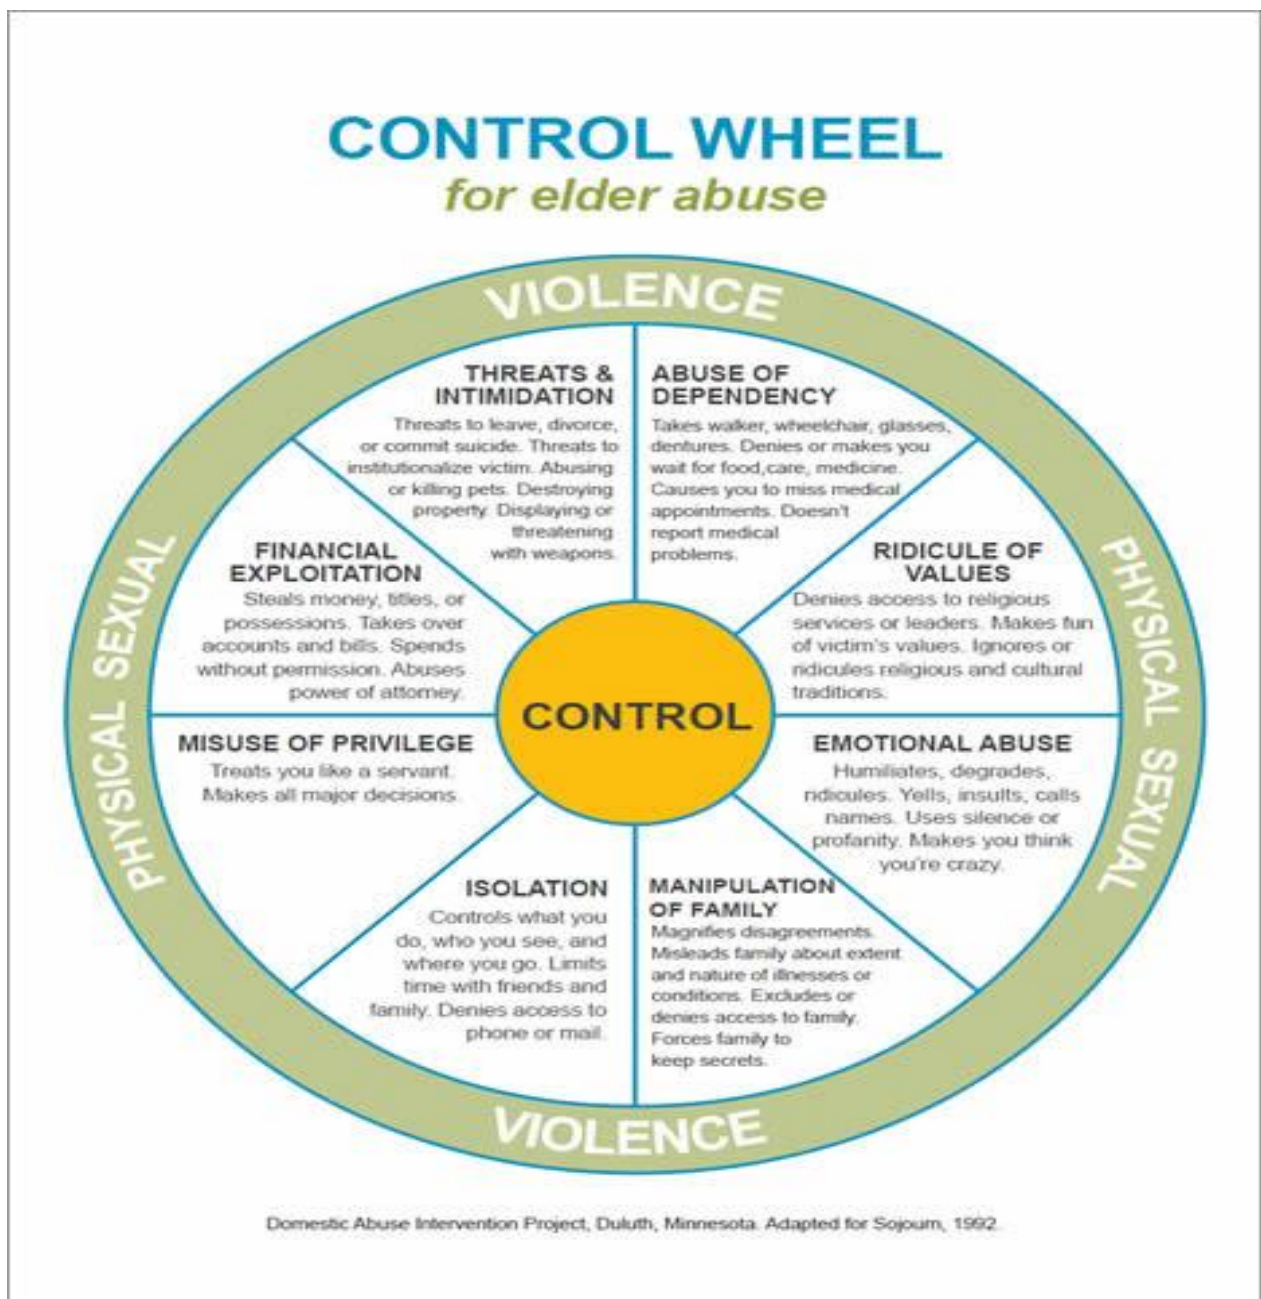 CONTROL WHEEL
for elder abuse
VIOLENCE
THREATS &
INTIMIDATION
Threats to leave, divorce,
or commit suicide. Threats to
institutionalize victim. Abusing
or killing pets. Destroying
property. Displaying or
threatening
with weapons.
ABUSE OF
DEPENDENCY
Takes walker, wheelchair, glasses,
dentures. Denies or makes you
wait for food,care, medicine.
Causes you to miss medical
appointments. Doesn't
report medical
problems.
FINANCIAL
EXPLOITATION
Steals money, titles, or
possessions. Takes over
accounts and bills. Spends
without permission. Abuses
power of attorney.
RIDICULE OF
VALUES
Denies access to religious
services or leaders. Makes fun
of victim's values. Ignores or
ridicules religious and cultural
traditions.
PHYSICAL SEXUAL
CONTROL
PHYSICAL SEXUAL
MISUSE OF PRIVILEGE
Treats you like a servant.
Makes all major decisions.
EMOTIONAL ABUSE
Humiliates, degrades,
ridicules. Yells, insults, calls
names. Uses silence or
profanity. Makes you think
you're crazy.
ISOLATION
Controls what you
do, who you see, and
where you go. Limits
time with friends and
family. Denies access to
phone or mail.
MANIPULATION
OF FAMILY
Magnifies disagreements.
Misleads family about extent
and nature of illnesses or
conditions. Excludes or
denies access to family.
Forces family to
keep secrets.
VIOLENCE
Domestic Abuse Intervention Project, Duluth, Minnesota. Adapted for Sojourn, 1992.